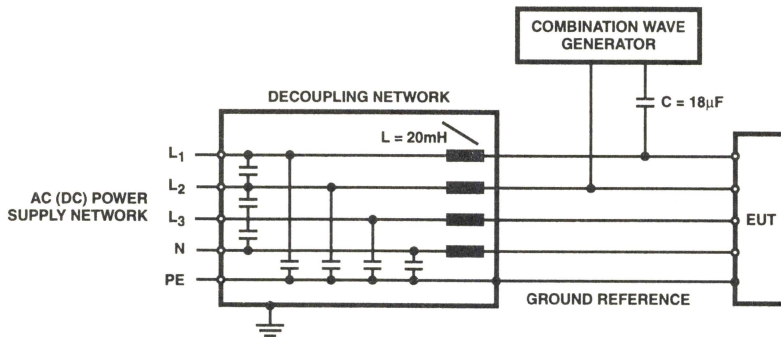 COMBINATION WAVE
GENERATOR
DECOUPLING NETWORK
C = 18μF
L = 20mH
L1
L2
AC (DC) POWER
SUPPLY NETWORK
L3
EUT
N
PE
GROUND REFERENCE